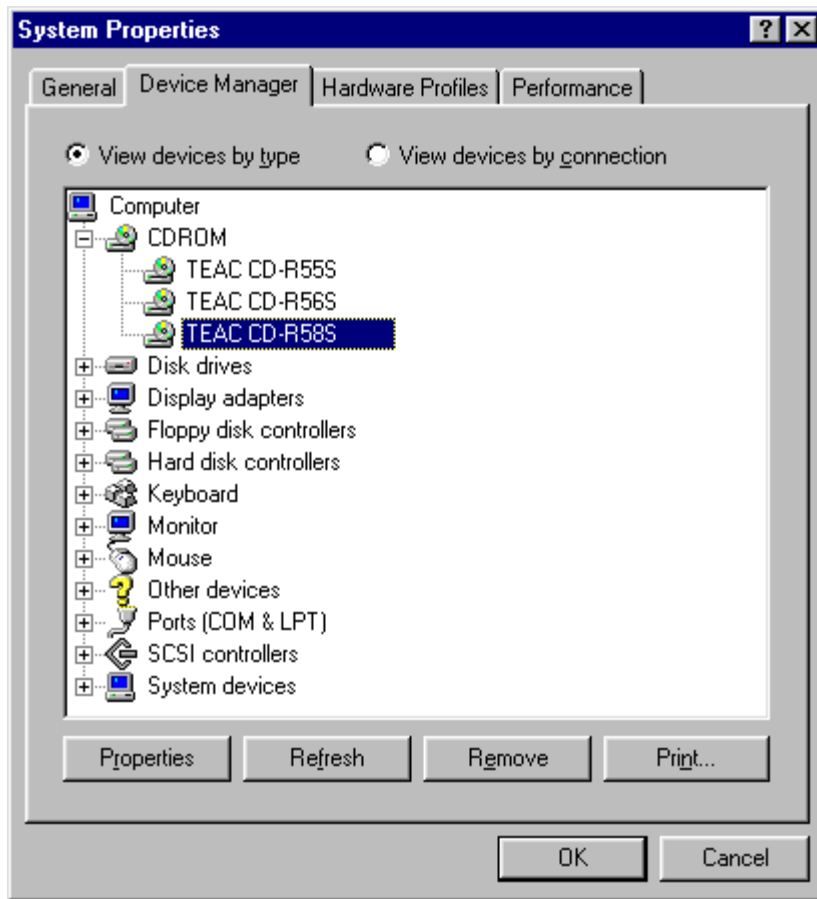 System Properties
General Device Manager Hardware Profiles Performance
View devices by type View devices by connection
Computer
CDROM
TEAC CD-R55S
TEAC CD-R56S
TEAC CD-R58S
Disk drives
Display adapters
Floppy disk controllers
Hard disk controllers
Keyboard
Monitor
Mouse
Other devices
Ports (COM & LPT)
SCSI controllers
System devices
Properties Refresh Remove Print...
OK Cancel